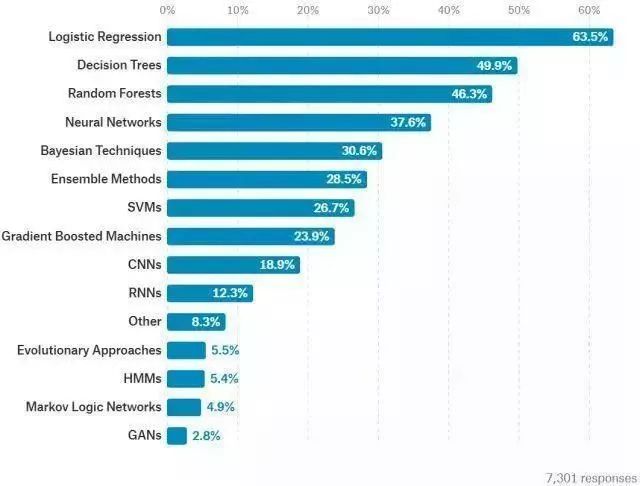 0% 10% 20% 30% 40% 50% 60%
Logistic Regression 63.5%
Decision Trees 49.9%
Random Forests 46.3%
Neural Networks 37.6%
Bayesian Techniques 30.6%
Ensemble Methods 28.5%
SVMs 26.7%
Gradient Boosted Machines 23.9%
CNNs 18.9%
RNNs 12.3%
Other 8.3%
Evolutionary Approaches 5.5%
HMMs 5.4%
Markov Logic Networks 4.9%
GANs 2.8%
7,301 responses